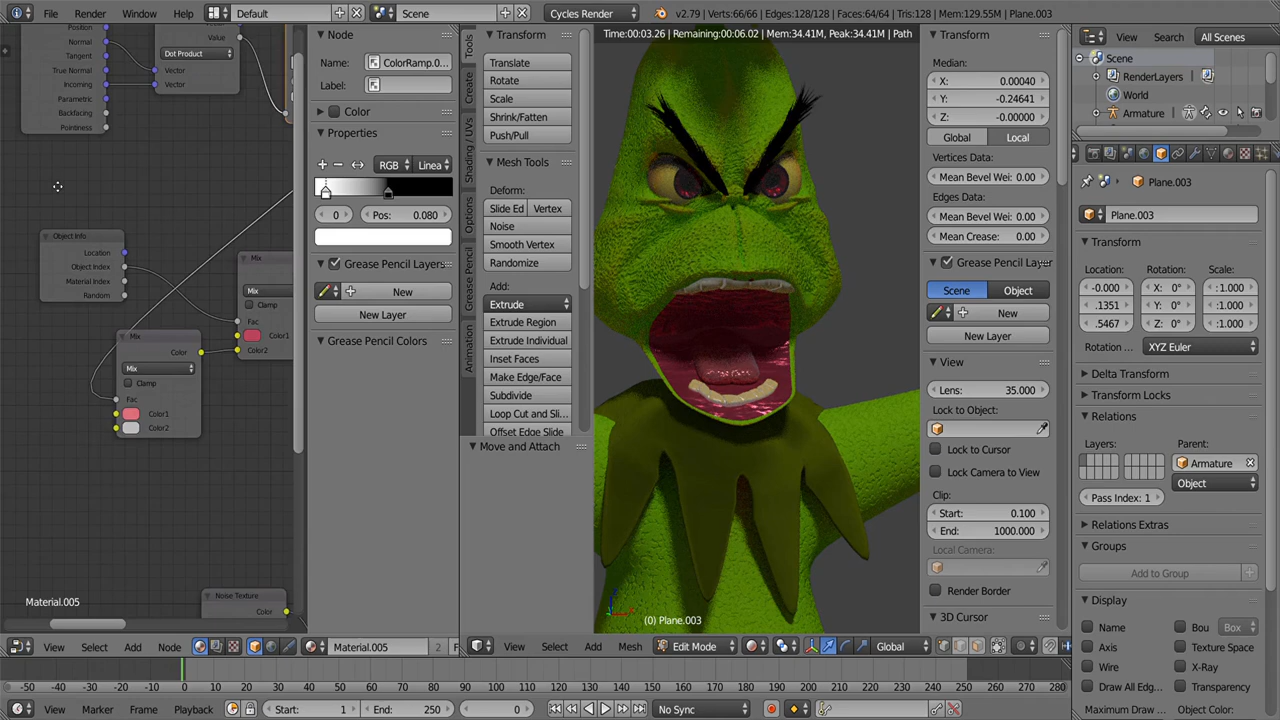 File Render Window Help Default Scene Cycles Render v2.79 | Verts:66/66 | Edges:128/128 | Faces:64/64 | Tris:128 | Mem:129.55M | Plane.003
Position
Normal
Tangent
True Normal
Incoming
Parametric
Backfacing
Pointiness
Value
Dot Product
Vector
Vector
Object Info
Location
Object Index
Material Index
Random
Mix
Mix
Clamp
Fac
Color1
Color2
Mix
Color
Mix
Clamp
Fac
Color1
Color2
Noise Texture
Color
Material.005
View Select Add Node Material.005 2 F
Node
Name: ColorRamp.0...
Label:
Color
Properties
RGB Linea
0 Pos: 0.080
Grease Pencil Layers
New
New Layer
Grease Pencil Colors
Tools
Create
Shading / UVs
Options
Grease Pencil
Animation
Transform
Translate
Rotate
Scale
Shrink/Fatten
Push/Pull
Mesh Tools
Deform:
Slide Ed Vertex
Noise
Smooth Vertex
Randomize
Add:
Extrude
Extrude Region
Extrude Individual
Inset Faces
Make Edge/Face
Subdivide
Loop Cut and Sli...
Offset Edge Slide
Move and Attach
Time:00:03.26 | Remaining:00:06.02 | Mem:34.41M, Peak:34.41M | Path
(0) Plane.003
View Select Add Mesh Edit Mode Global
Transform
Median:
X: 0.00040
Y: -0.24641
Z: -0.00000
Global Local
Vertices Data:
Mean Bevel Wei: 0.00
Edges Data:
Mean Bevel Wei: 0.00
Mean Crease: 0.00
Grease Pencil Layer
Scene Object
New
New Layer
View
Lens: 35.000
Lock to Object:
Lock to Cursor
Lock Camera to View
Clip:
Start: 0.100
End: 1000.000
Local Camera:
Render Border
3D Cursor
View Search All Scenes
Scene
RenderLayers
World
Armature
Plane.003
Plane.003
Transform
Location: Rotation: Scale:
-0.000 X: 0° :1.000
.1351 Y: 0° :1.000
.5467 Z: 0° :1.000
Rotation ... XYZ Euler
Delta Transform
Transform Locks
Relations
Layers: Parent:
Armature
Object
Pass Index: 1
Relations Extras
Groups
Add to Group
Display
Name Bou Box
Axis Texture Space
Wire X-Ray
Draw All Edg... Transparency
Maximum Draw ... Object Color:
-50 -40 -30 -20 -10 0 10 20 30 40 50 60 70 80 90 100 110 120 130 140 150 160 170 180 190 200 210 220 230 240 250 260 270 280
View Marker Frame Playback Start: 1 End: 250 0 No Sync